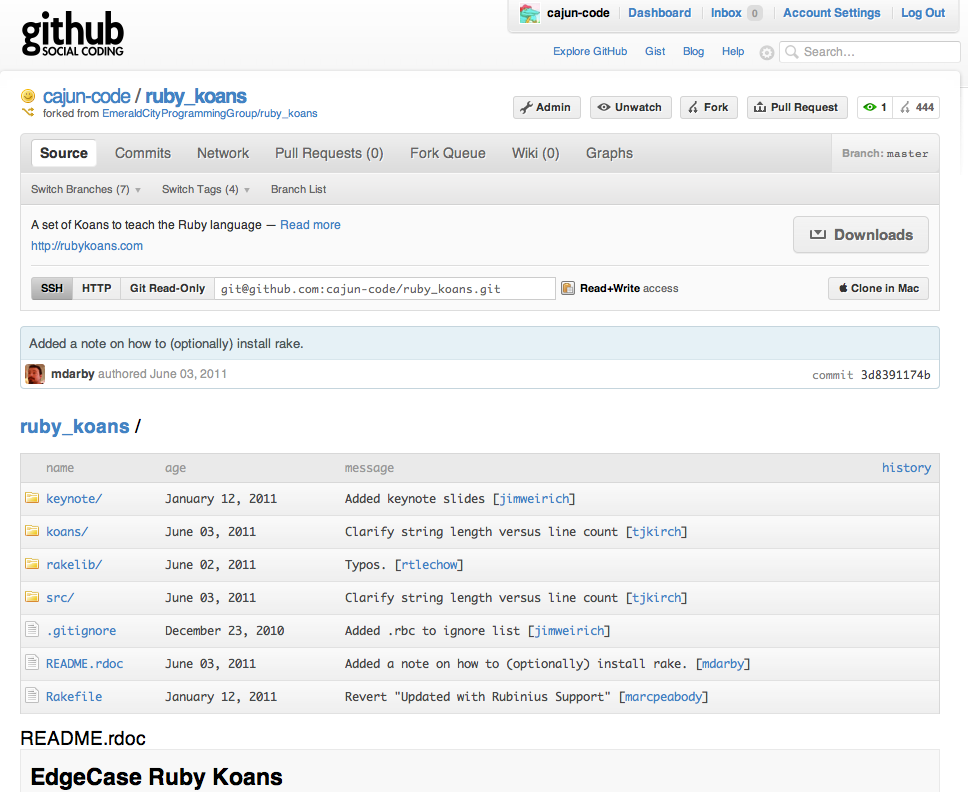 github
SOCIAL CODING
cajun-code Dashboard Inbox 0 Account Settings Log Out
Explore GitHub Gist Blog Help Search...
cajun-code / ruby_koans
forked from EmeraldCityProgrammingGroup/ruby_koans
Admin Unwatch Fork Pull Request 1 444
Source Commits Network Pull Requests (0) Fork Queue Wiki (0) Graphs Branch: master
Switch Branches (7) Switch Tags (4) Branch List
A set of Koans to teach the Ruby language — Read more
http://rubykoans.com
Downloads
SSH HTTP Git Read-Only git@github.com:cajun-code/ruby_koans.git Read+Write access Clone in Mac
Added a note on how to (optionally) install rake.
mdarby authored June 03, 2011 commit 3d8391174b
ruby_koans /
name age message history
keynote/ January 12, 2011 Added keynote slides [jimweirich]
koans/ June 03, 2011 Clarify string length versus line count [tjkirch]
rakelib/ June 02, 2011 Typos. [rtlechow]
src/ June 03, 2011 Clarify string length versus line count [tjkirch]
.gitignore December 23, 2010 Added .rbc to ignore list [jimweirich]
README.rdoc June 03, 2011 Added a note on how to (optionally) install rake. [mdarby]
Rakefile January 12, 2011 Revert "Updated with Rubinius Support" [marcpeabody]
README.rdoc
EdgeCase Ruby Koans